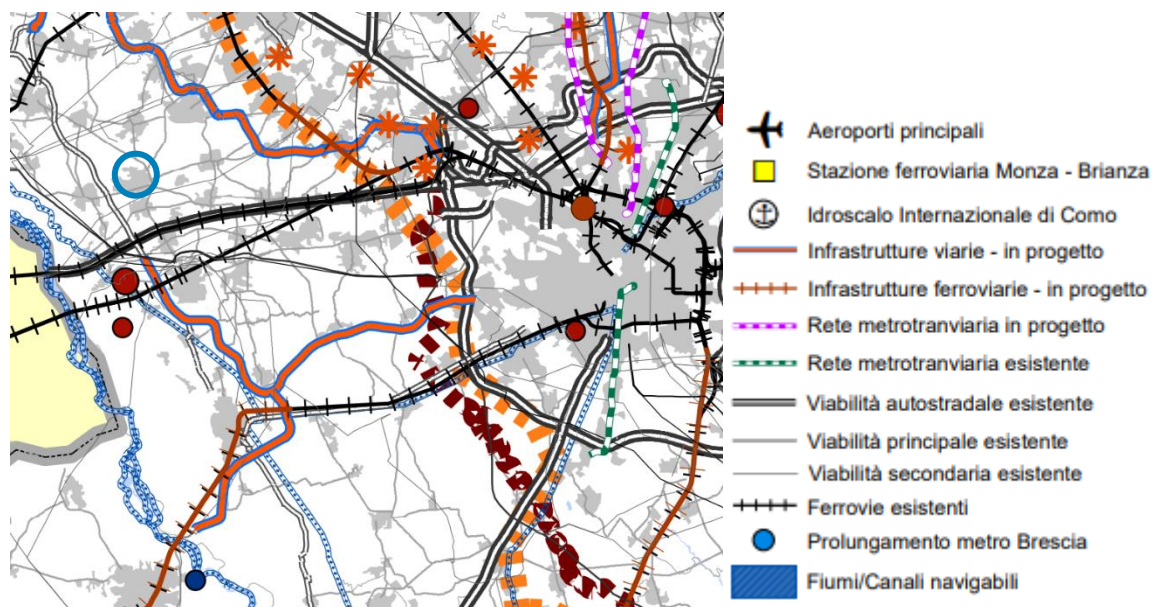 Aeroporti principali
Stazione ferroviaria Monza - Brianza
Idroscalo Internazionale di Como
Infrastrutture viarie - in progetto
Infrastrutture ferroviarie - in progetto
Rete metrotranviaria in progetto
Rete metrotranviaria esistente
Viabilità autostradale esistente
Viabilità principale esistente
Viabilità secondaria esistente
Ferrovie esistenti
Prolungamento metro Brescia
Fiumi/Canali navigabili